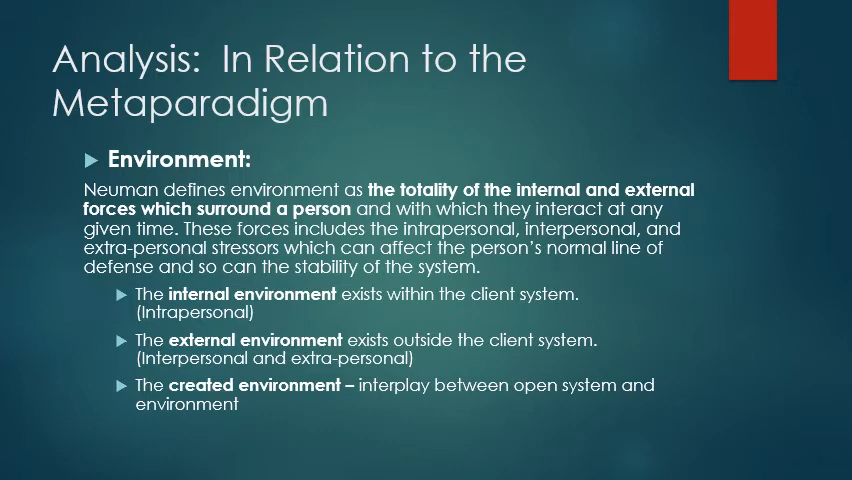 Analysis:  In Relation to the
Metaparadigm
Environment:
Neuman defines environment as the totality of the internal and external
forces which surround a person and with which they interact at any
given time. These forces includes the intrapersonal, interpersonal, and
extra-personal stressors which can affect the person's normal line of
defense and so can the stability of the system.
The internal environment exists within the client system.
(Intrapersonal)
The external environment exists outside the client system.
(Interpersonal and extra-personal)
The created environment – interplay between open system and
environment